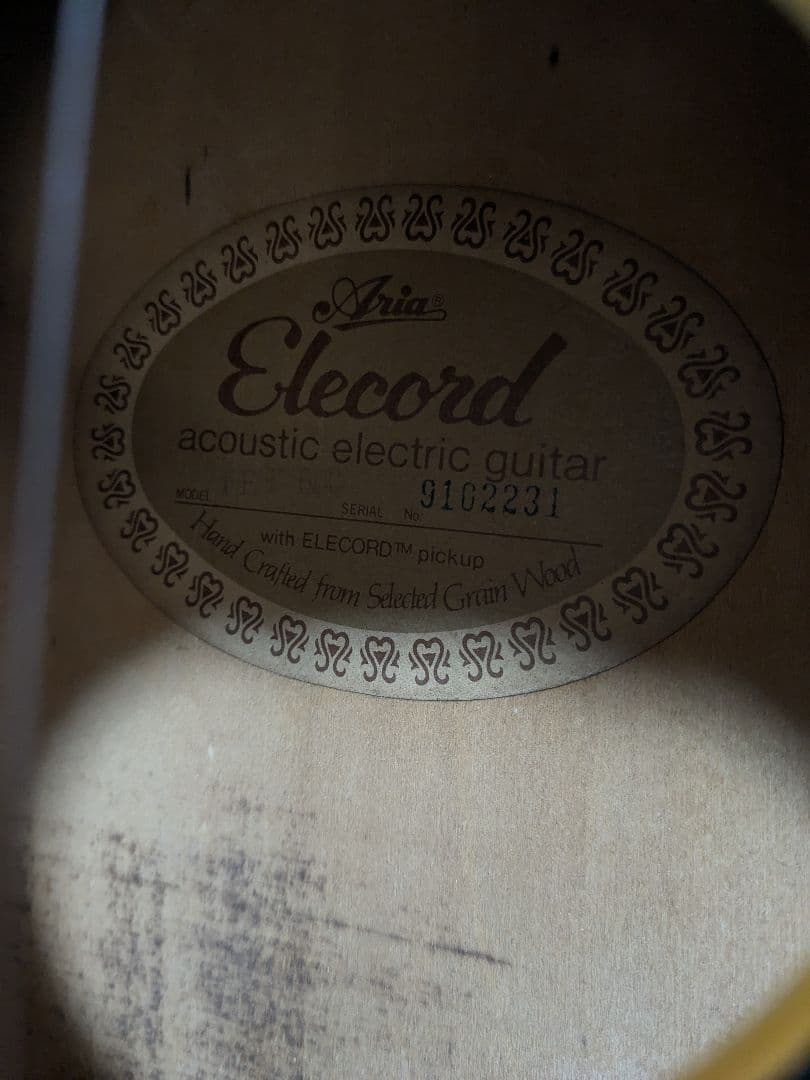 Aria®
Elecord
acoustic electric guitar
MODEL
SERIAL No. 9102231
with ELECORD™ pickup
Hand Crafted from Selected Grain Wood